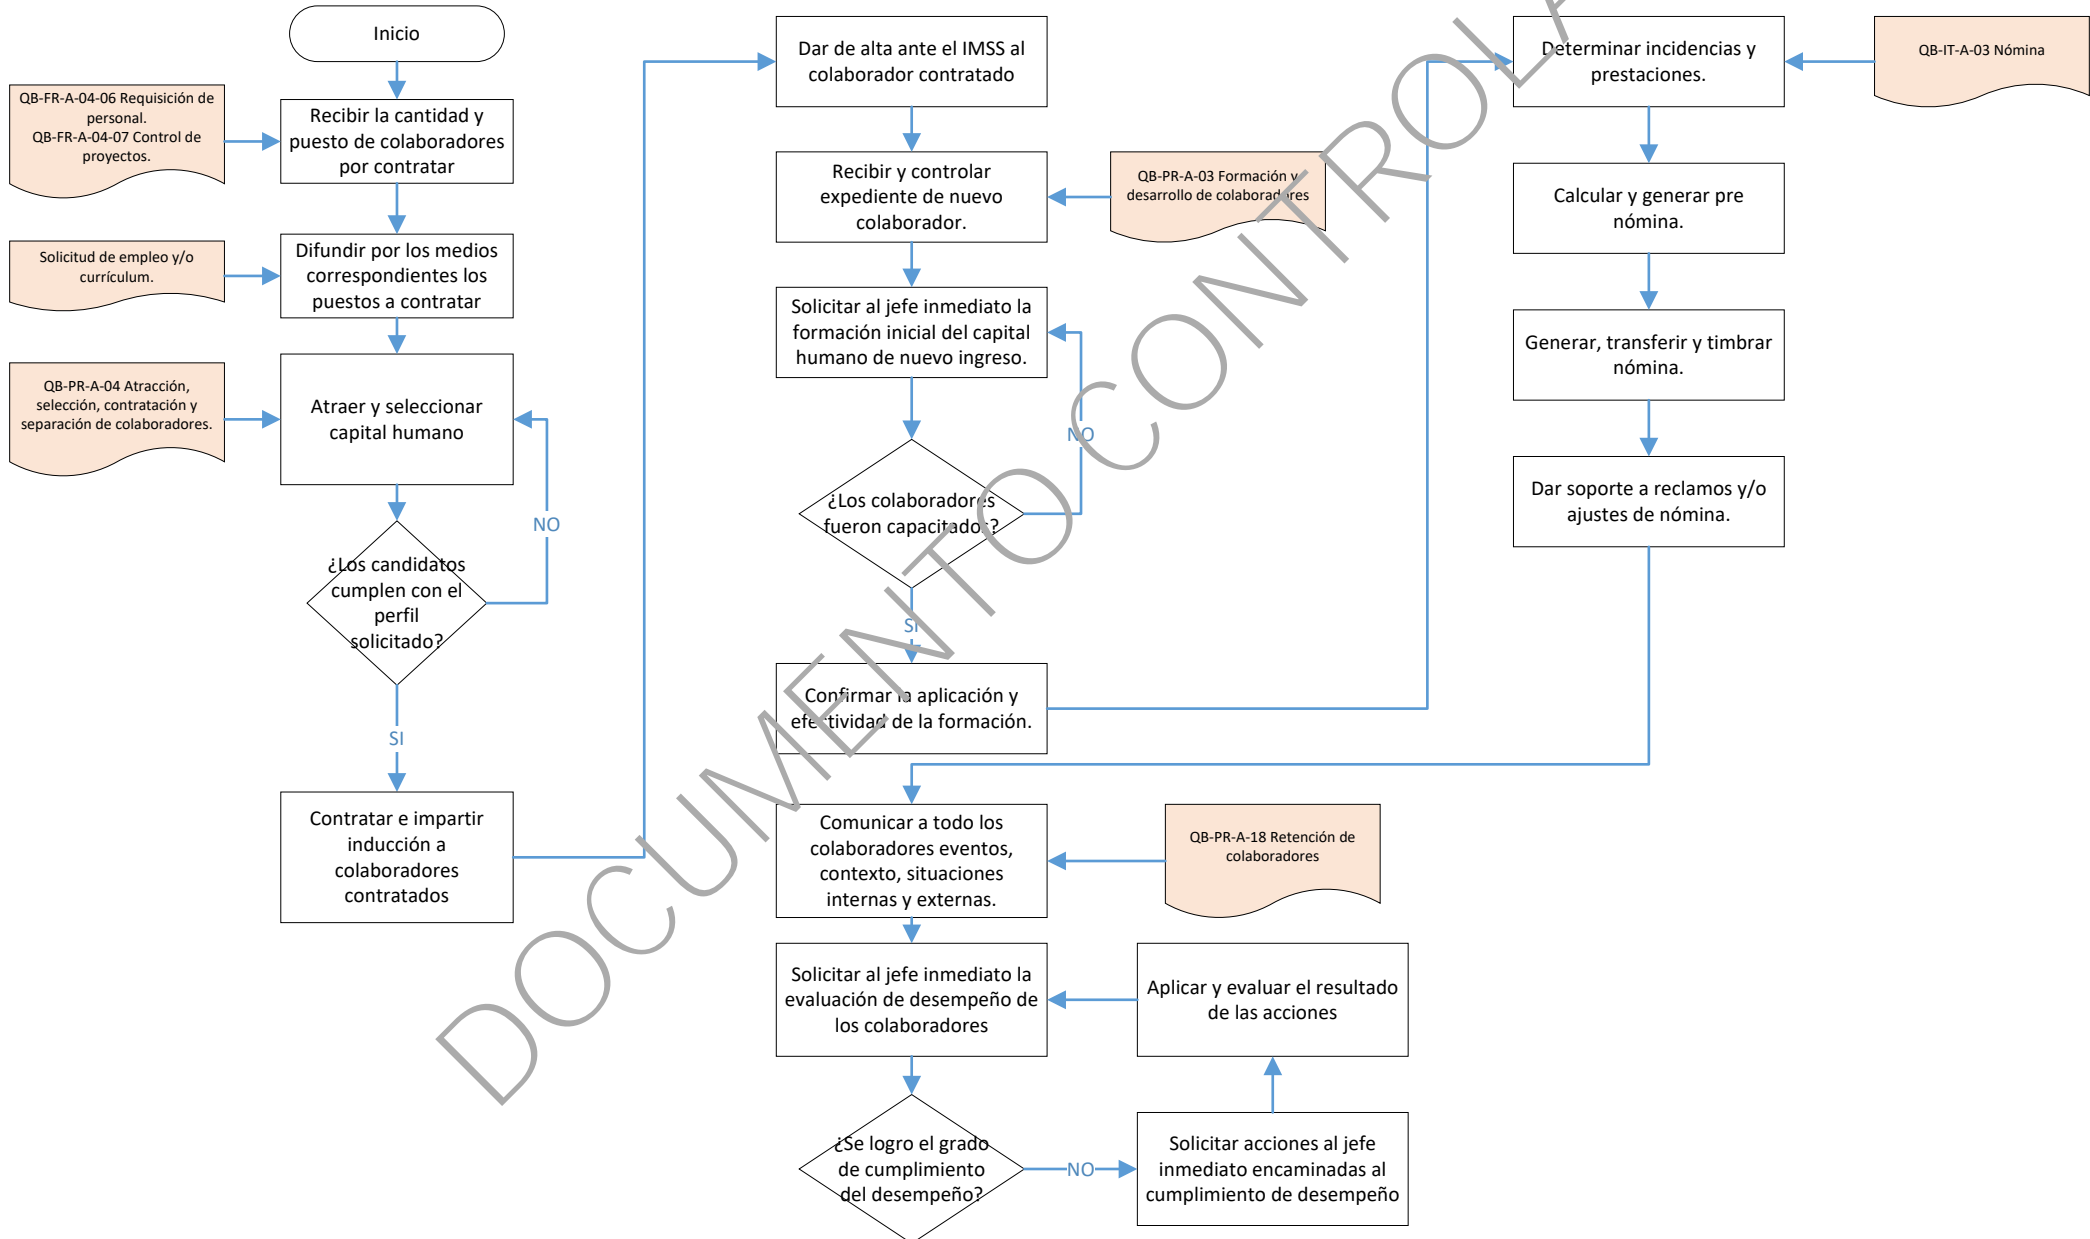 Inicio
QB-FR-A-04-06 Requisición de
personal.
QB-FR-A-04-07 Control de
proyectos.
Recibir la cantidad y
puesto de colaboradores
por contratar
Solicitud de empleo y/o
currículum.
Difundir por los medios
correspondientes los
puestos a contratar
QB-PR-A-04 Atracción,
selección, contratación y
separación de colaboradores.
Atraer y seleccionar
capital humano
NO
¿Los candidatos
cumplen con el
perfil
solicitado?
SI
Contratar e impartir
inducción a
colaboradores
contratados
Dar de alta ante el IMSS al
colaborador contratado
Recibir y controlar
expediente de nuevo
colaborador.
QB-PR-A-03 Formación y
desarrollo de colaboradores
Solicitar al jefe inmediato la
formación inicial del capital
humano de nuevo ingreso.
NO
¿Los colaboradores
fueron capacitados?
SI
Confirmar la aplicación y
efectividad de la formación.
Determinar incidencias y
prestaciones.
QB-IT-A-03 Nómina
Calcular y generar pre
nómina.
Generar, transferir y timbrar
nómina.
Dar soporte a reclamos y/o
ajustes de nómina.
Comunicar a todo los
colaboradores eventos,
contexto, situaciones
internas y externas.
QB-PR-A-18 Retención de
colaboradores
Solicitar al jefe inmediato la
evaluación de desempeño de
los colaboradores
Aplicar y evaluar el resultado
de las acciones
¿Se logro el grado
de cumplimiento
del desempeño?
NO
Solicitar acciones al jefe
inmediato encaminadas al
cumplimiento de desempeño
DOCUMENTO CONTROLA